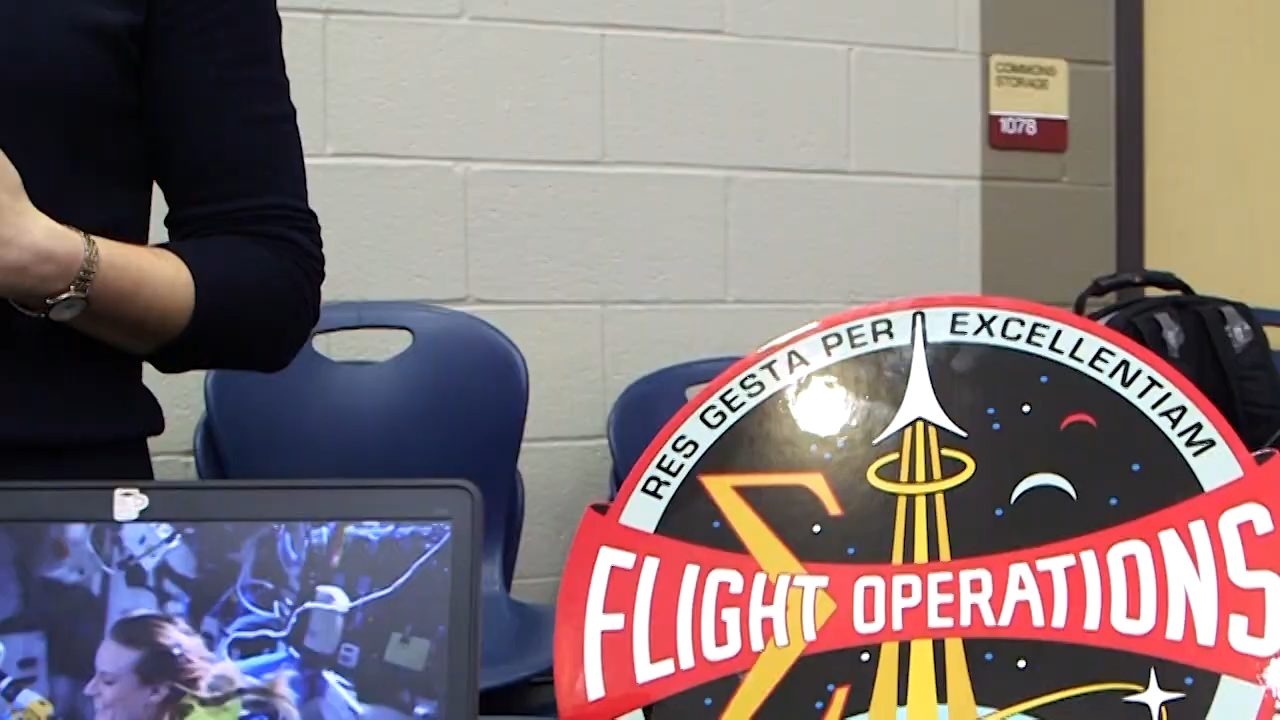 COMMONS
STORAGE
1078
RES GESTA PER EXCELLENTIAM
FLIGHT OPERATIONS